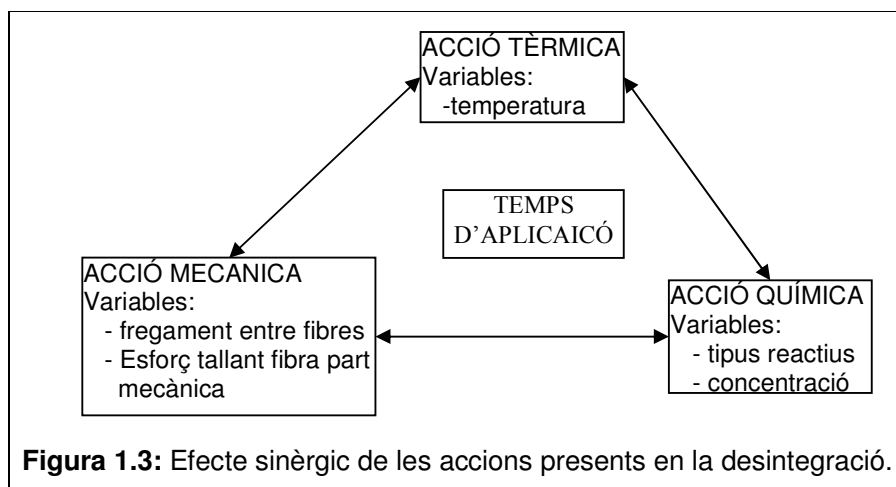 ACCIÓ TÈRMICA
Variables:
-temperatura
TEMPS
D'APLICAICÓ
ACCIÓ MECANICA
Variables:
- fregament entre fibres
- Esforç tallant fibra part
mecànica
ACCIÓ QUÍMICA
Variables:
- tipus reactius
- concentració
Figura 1.3: Efecte sinèrgic de les accions presents en la desintegració.